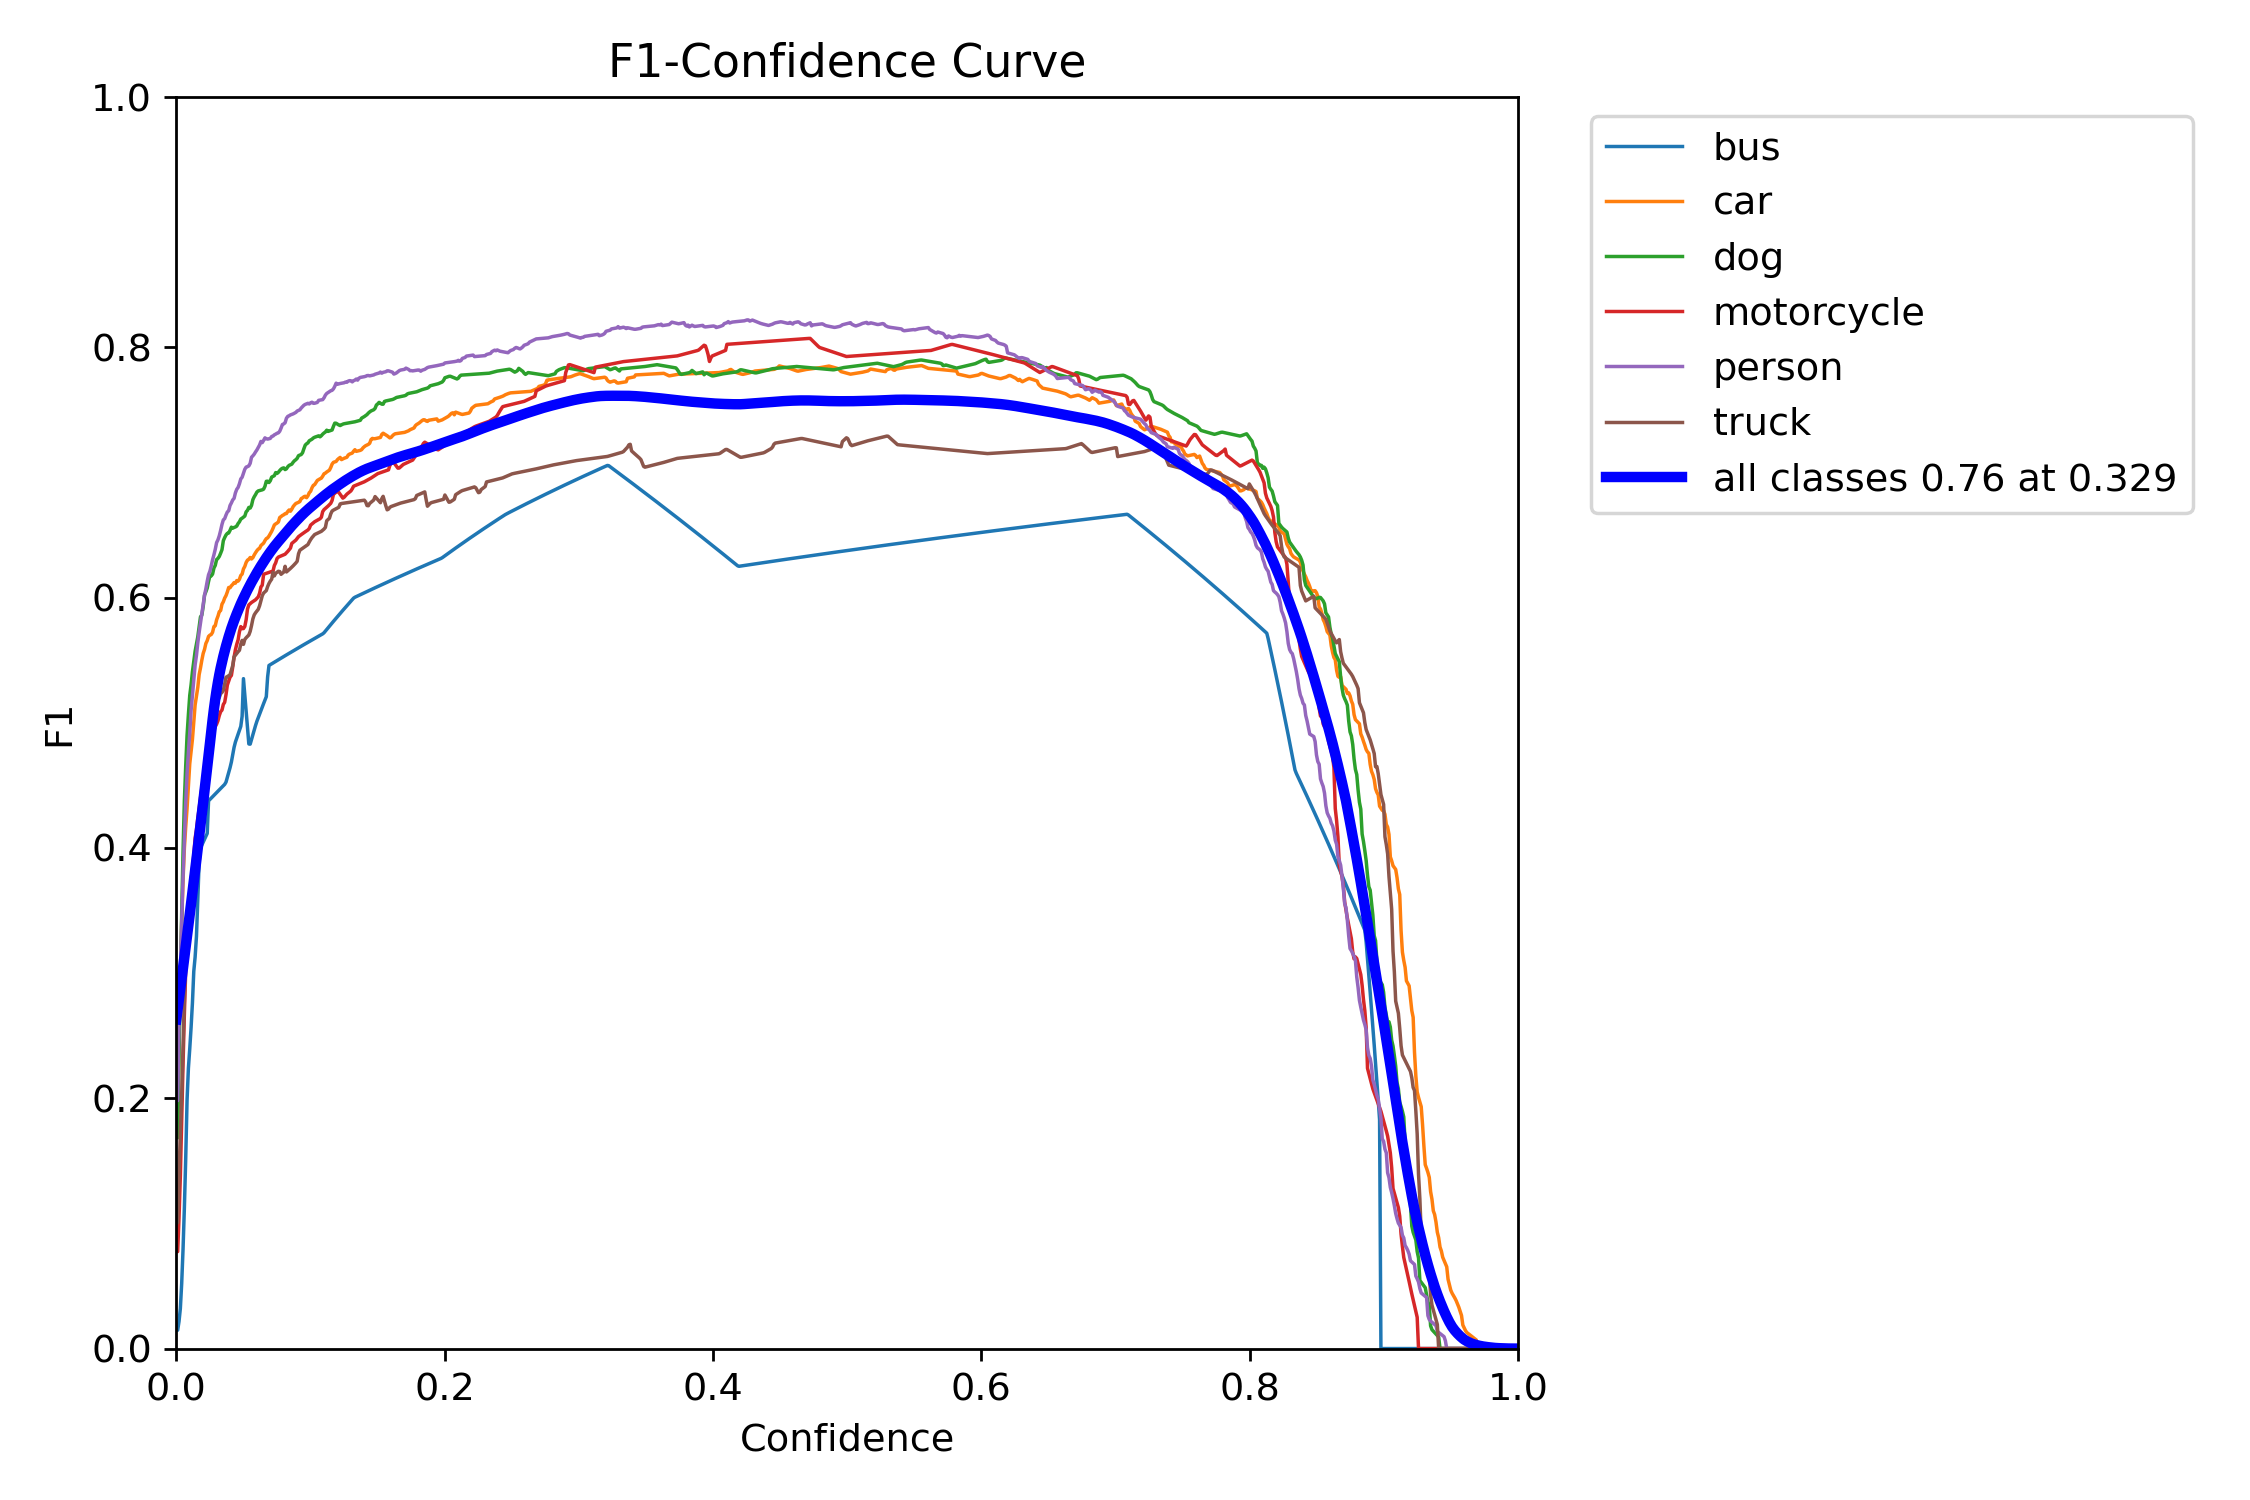 F1-Confidence Curve
1.0
0.8
0.6
0.4
0.2
0.0
F1
0.0 0.2 0.4 0.6 0.8 1.0
Confidence
bus
car
dog
motorcycle
person
truck
all classes 0.76 at 0.329